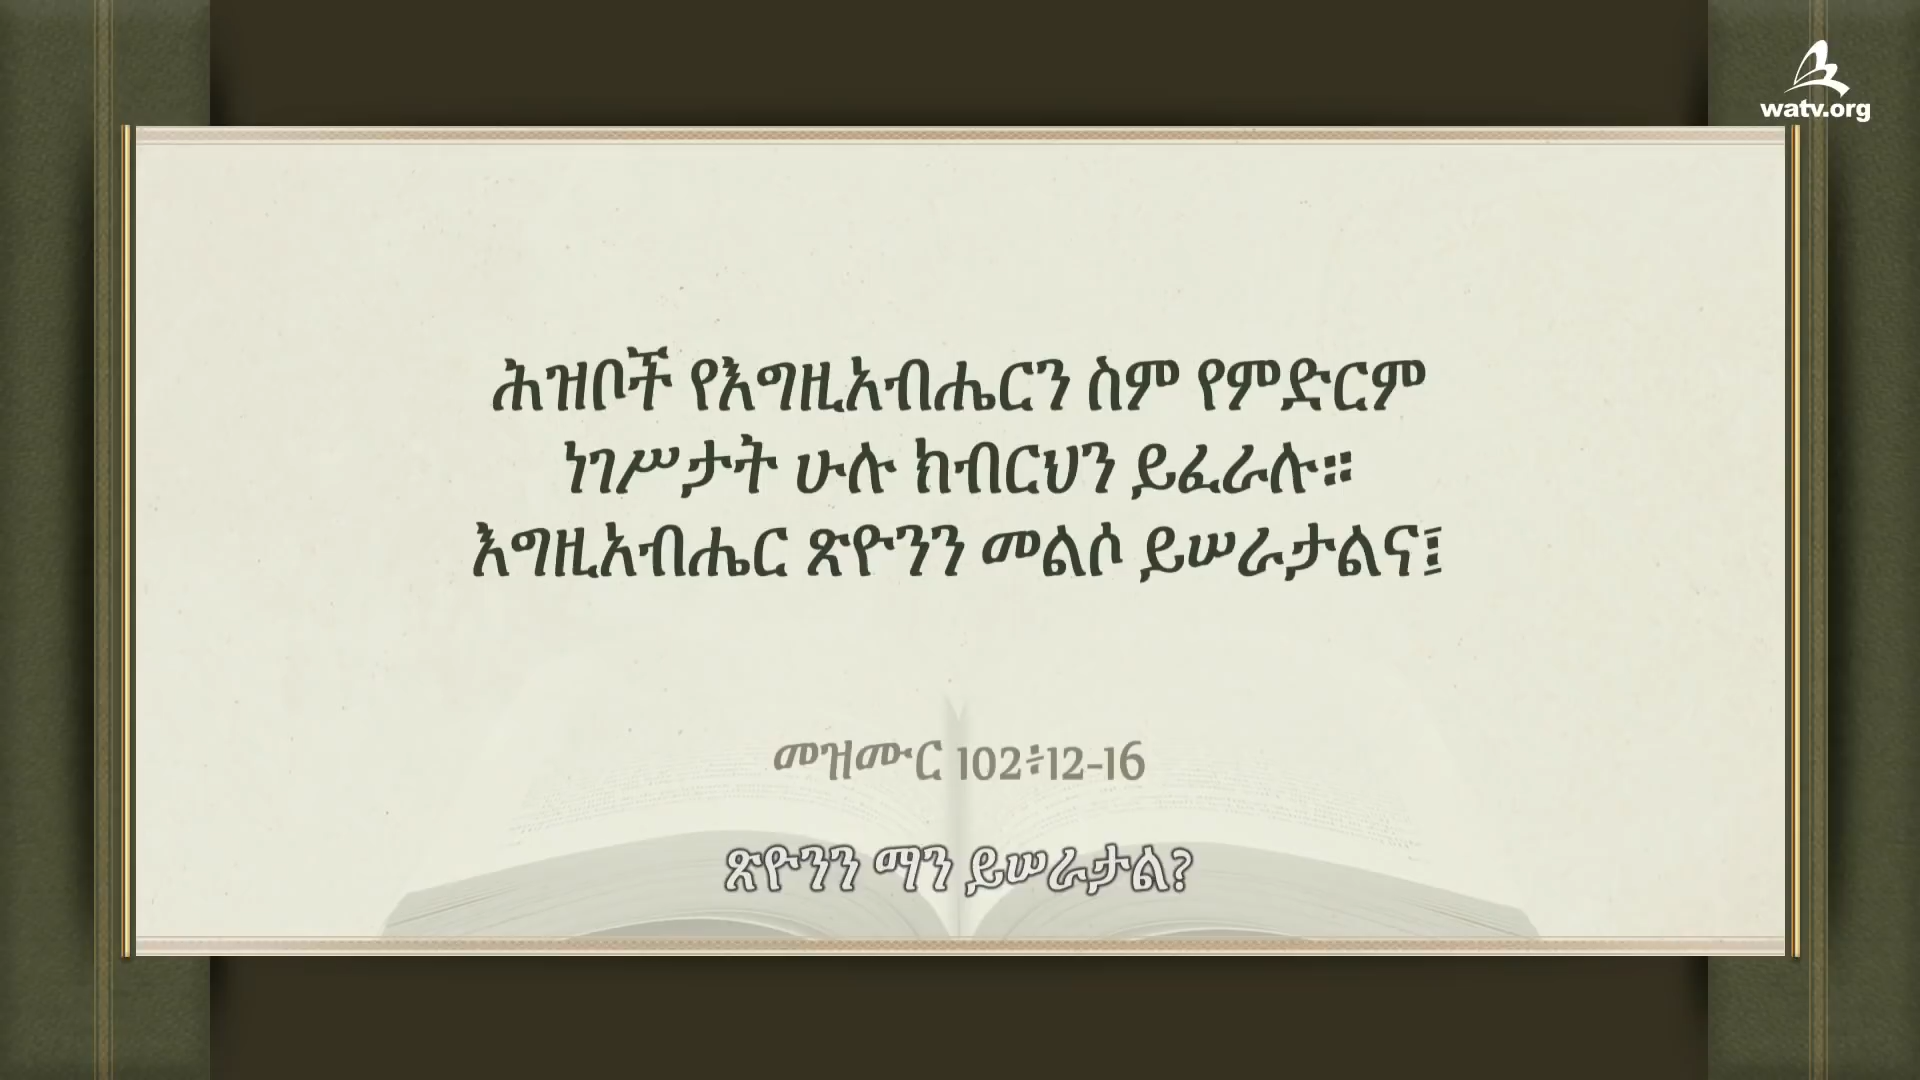 watv.org
ሕዝቦች የእግዚአብሔርን ስም የምድርም
ነገሥታት ሁሉ ክብርህን ይፈራሉ።
እግዚአብሔር ጽዮንን መልሶ ይሠራታልና፤
መዝሙር 102፥12-16
ጽዮንን ማን ይሠራታል?